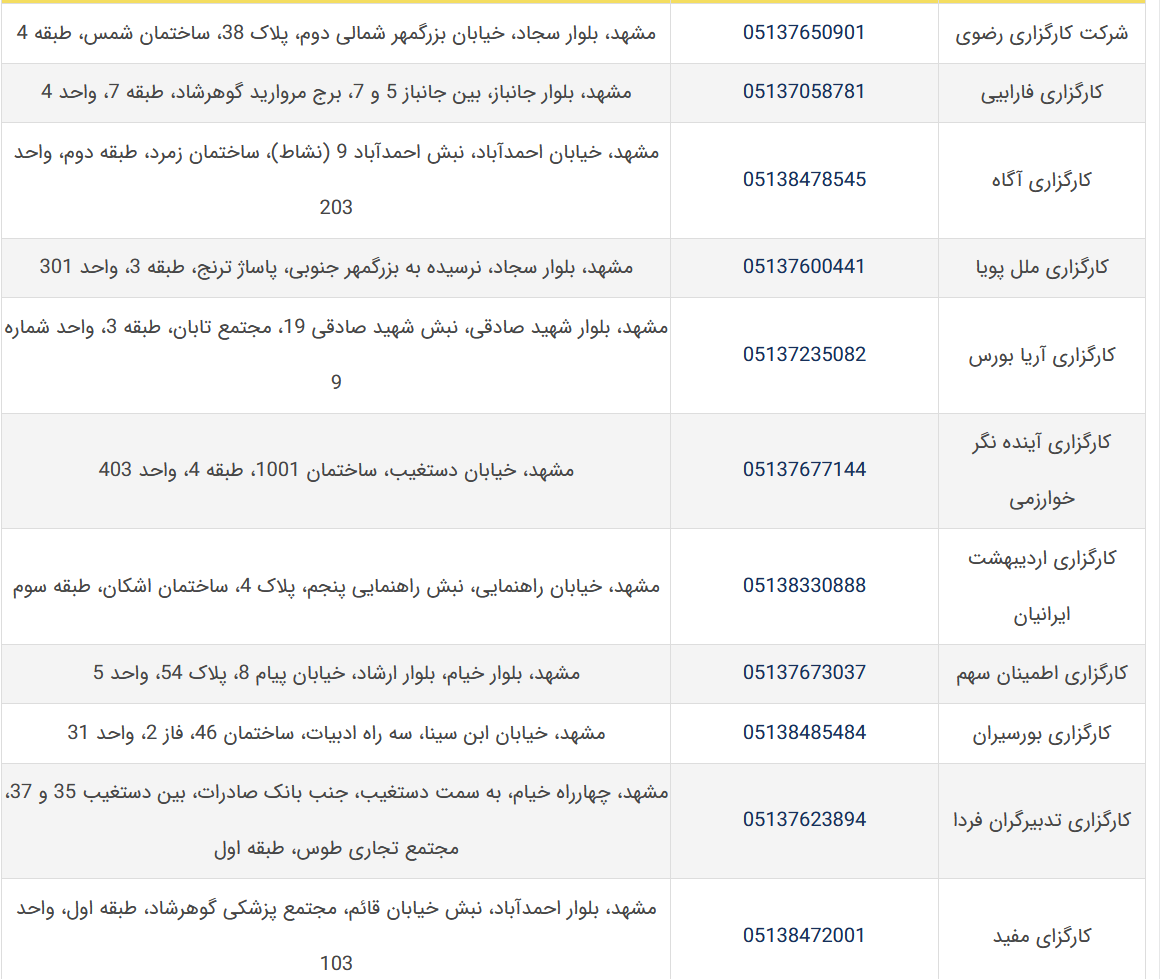 شرکت کارگزاری رضوی
05137650901
مشهد، بلوار سجاد، خیابان بزرگمهر شمالی دوم، پلاک 38، ساختمان شمس، طبقه 4
کارگزاری فارابیی
05137058781
مشهد، بلوار جانباز، بین جانباز 5 و 7، برج مروارید گوهرشاد، طبقه 7، واحد 4
کارگزاری آگاه
05138478545
مشهد، خیابان احمدآباد، نبش احمدآباد 9 (نشاط)، ساختمان زمرد، طبقه دوم، واحد
203
کارگزاری ملل پویا
05137600441
مشهد، بلوار سجاد، نرسیده به بزرگمهر جنوبی، پاساژ ترنج، طبقه 3، واحد 301
کارگزاری آریا بورس
05137235082
مشهد، بلوار شهید صادقی، نبش شهید صادقی 19، مجتمع تابان، طبقه 3، واحد شماره
9
کارگزاری آینده نگر
خوارزمی
05137677144
مشهد، خیابان دستغیب، ساختمان 1001، طبقه 4، واحد 403
کارگزاری اردیبهشت
ایرانیان
05138330888
مشهد، خیابان راهنمایی، نبش راهنمایی پنجم، پلاک 4، ساختمان اشکان، طبقه سوم
کارگزاری اطمینان سهم
05137673037
مشهد، بلوار خیام، بلوار ارشاد، خیابان پیام 8، پلاک 54، واحد 5
کارگزاری بورسیران
05138485484
مشهد، خیابان ابن سینا، سه راه ادبیات، ساختمان 46، فاز 2، واحد 31
کارگزاری تدبیرگران فردا
05137623894
مشهد، چهارراه خیام، به سمت دستغیب، جنب بانک صادرات، بین دستغیب 35 و 37،
مجتمع تجاری طوس، طبقه اول
کارگزای مفید
05138472001
مشهد، بلوار احمدآباد، نبش خیابان قائم، مجتمع پزشکی گوهرشاد، طبقه اول، واحد
103